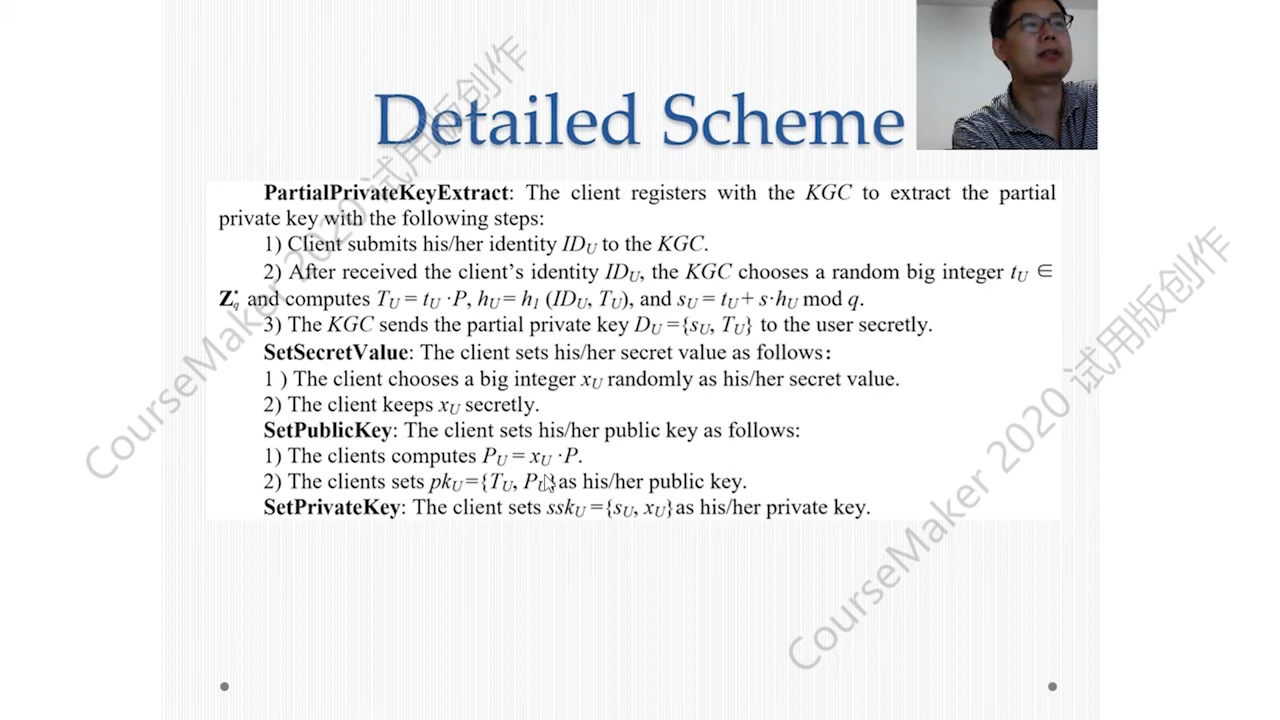 Detailed Scheme
PartialPrivateKeyExtract: The client registers with the KGC to extract the partial
private key with the following steps:
1) Client submits his/her identity ID_U to the KGC.
2) After received the client's identity ID_U, the KGC chooses a random big integer t_U ∈
Z*_q and computes T_U = t_U ·P, h_U = h_1 (ID_U, T_U), and s_U = t_U + s·h_U mod q.
3) The KGC sends the partial private key D_U ={s_U, T_U} to the user secretly.
SetSecretValue: The client sets his/her secret value as follows:
1 ) The client chooses a big integer x_U randomly as his/her secret value.
2) The client keeps x_U secretly.
SetPublicKey: The client sets his/her public key as follows:
1) The clients computes P_U = x_U ·P.
2) The clients sets pk_U ={T_U, P_U}as his/her public key.
SetPrivateKey: The client sets ssk_U ={s_U, x_U}as his/her private key.
CourseMaker 2020 试用版创作
CourseMaker 2020 试用版创作